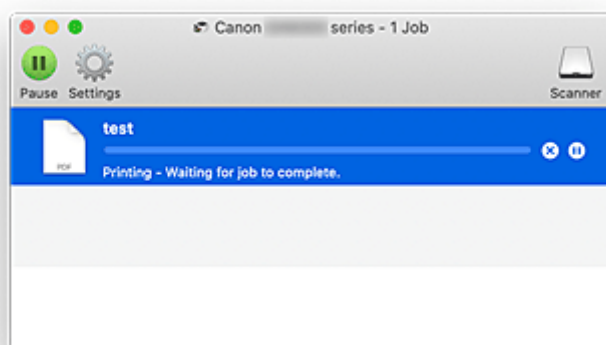 Canon series - 1 Job
Pause Settings Scanner
test
PDF
Printing - Waiting for job to complete.